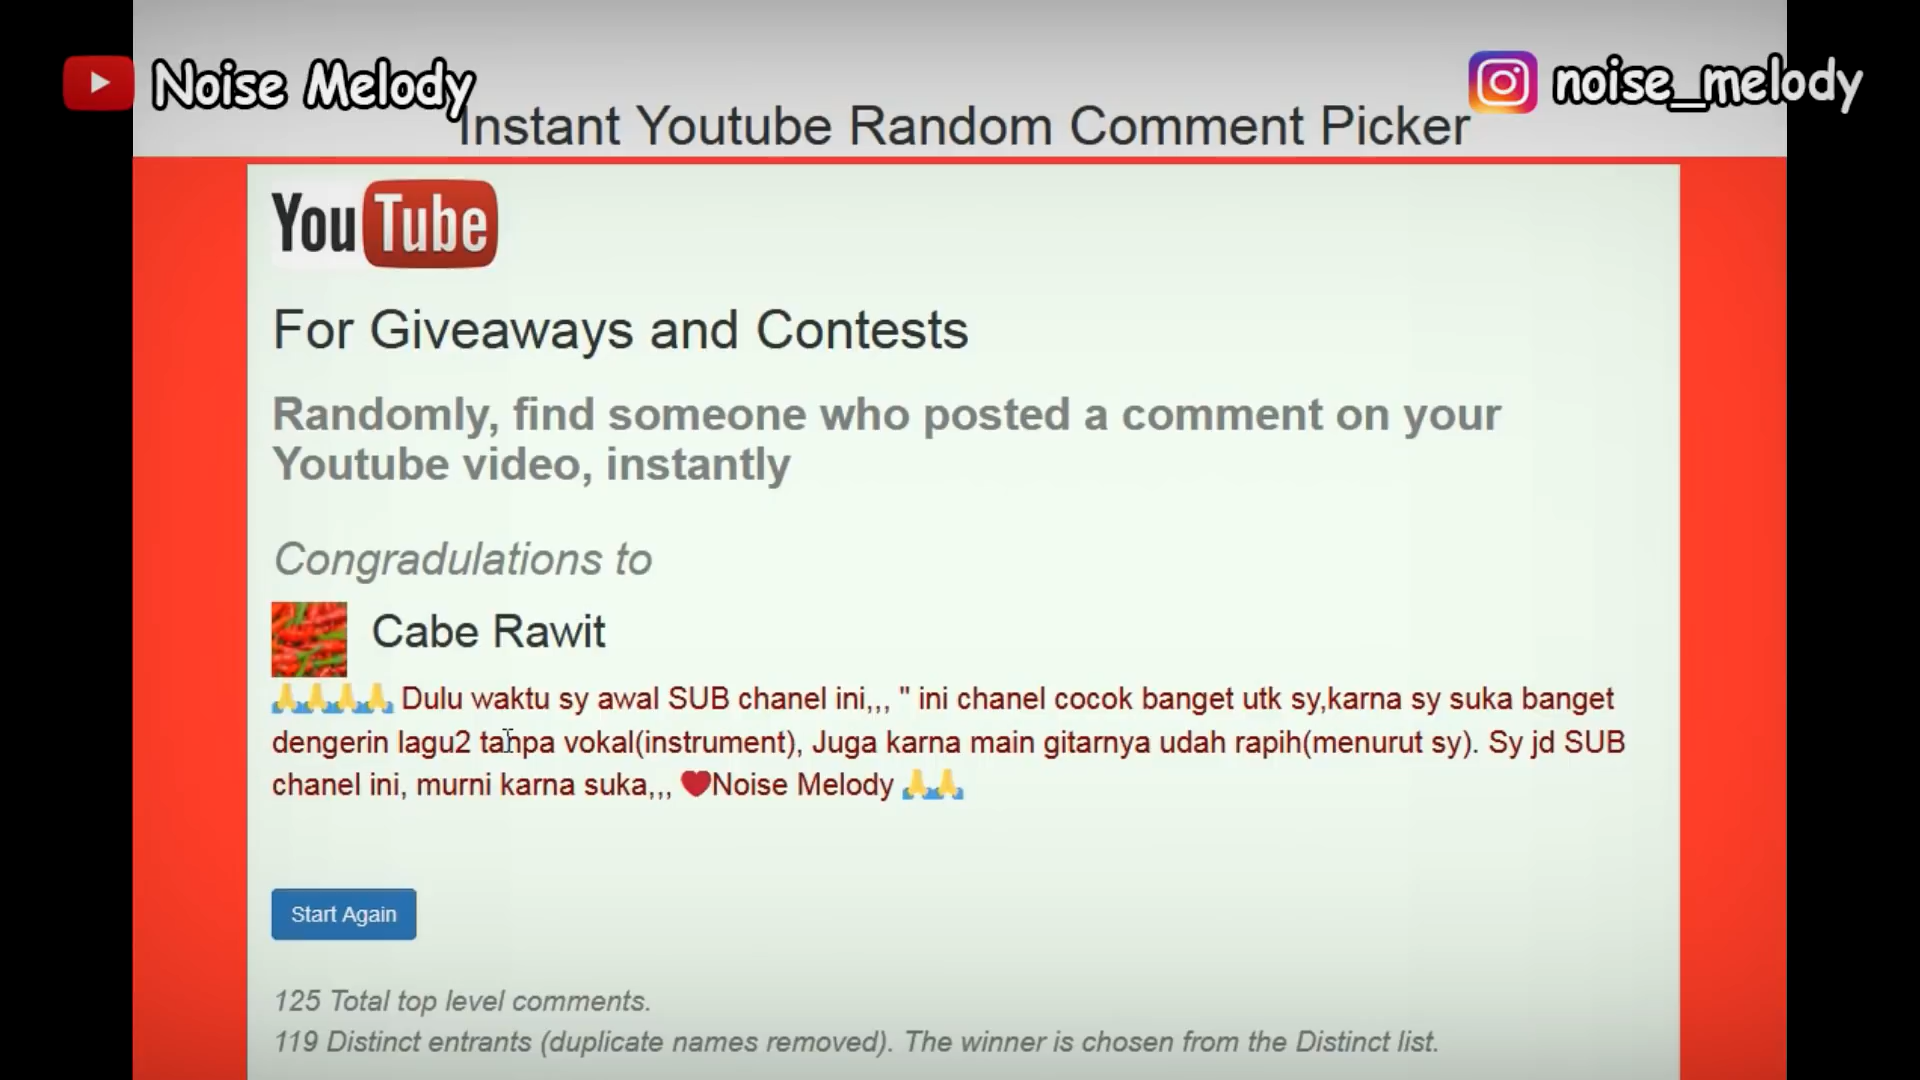 Noise Melody
noise_melody
Instant Youtube Random Comment Picker
YouTube
For Giveaways and Contests
Randomly, find someone who posted a comment on your
Youtube video, instantly
Congradulations to
Cabe Rawit
🙏🙏🙏🙏 Dulu waktu sy awal SUB chanel ini,,, " ini chanel cocok banget utk sy,karna sy suka banget
dengerin lagu2 tanpa vokal(instrument), Juga karna main gitarnya udah rapih(menurut sy). Sy jd SUB
chanel ini, murni karna suka,,, ❤Noise Melody 🙏🙏
Start Again
125 Total top level comments.
119 Distinct entrants (duplicate names removed). The winner is chosen from the Distinct list.